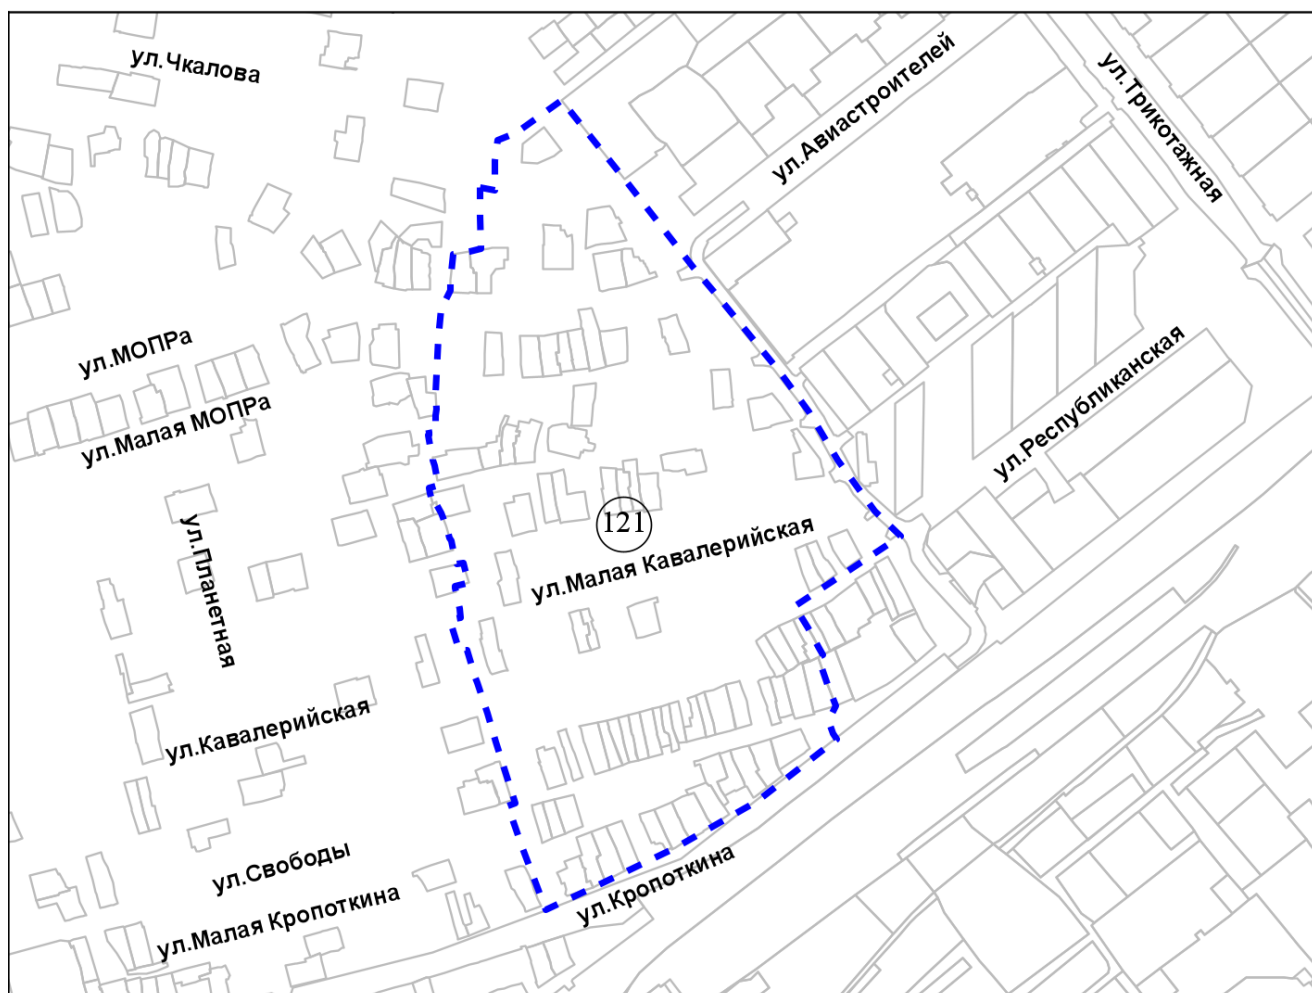 ул.Чкалова
ул.Авиастроителей
ул.Трикотажная
ул.МОПРа
ул.Малая МОПРа
ул.Республиканская
121
ул.Малая Кавалерийская
ул.Планетная
ул.Кавалерийская
ул.Свободы
ул.Кропоткина
ул.Малая Кропоткина